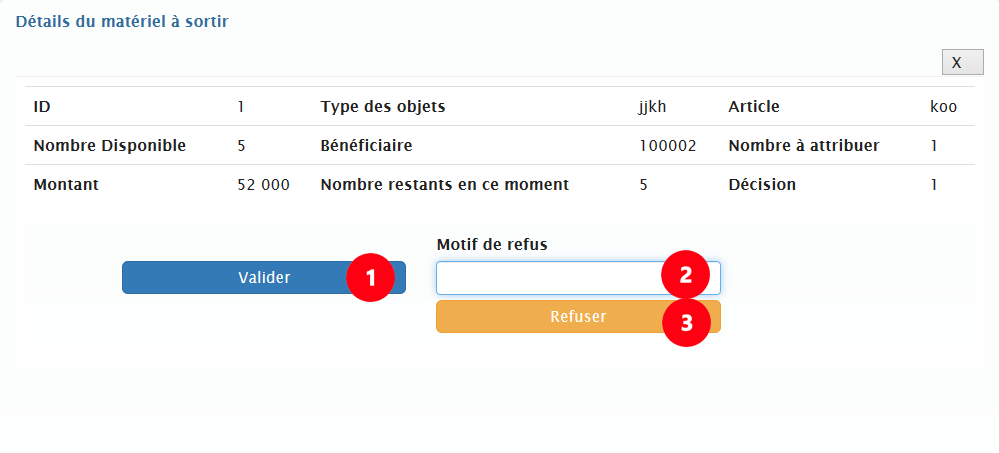 Détails du matériel à sortir
X
ID 1 Type des objets jjkh Article koo
Nombre Disponible 5 Bénéficiaire 100002 Nombre à attribuer 1
Montant 52 000 Nombre restants en ce moment 5 Décision 1
Motif de refus
Valider 1 2
Refuser 3